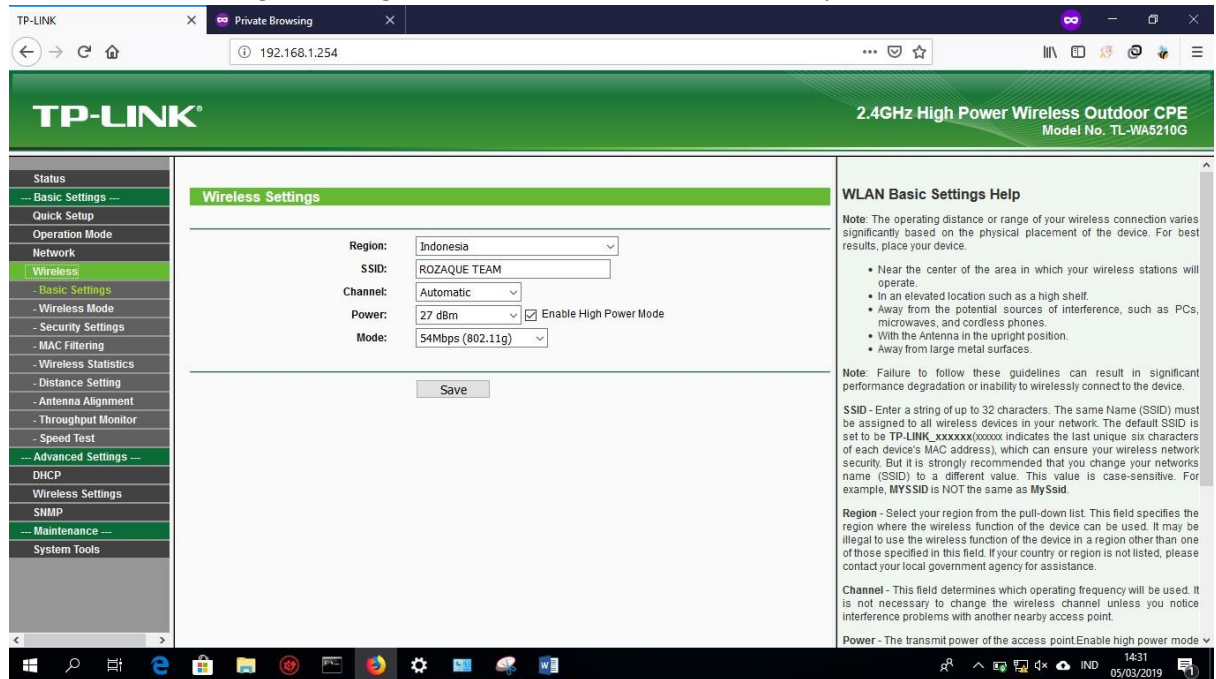 TP-LINK
Private Browsing
192.168.1.254
TP-LINK®
2.4GHz High Power Wireless Outdoor CPE
Model No. TL-WA5210G
Status
--- Basic Settings ---
Quick Setup
Operation Mode
Network
Wireless
- Basic Settings
- Wireless Mode
- Security Settings
- MAC Filtering
- Wireless Statistics
- Distance Setting
- Antenna Alignment
- Throughput Monitor
- Speed Test
--- Advanced Settings ---
DHCP
Wireless Settings
SNMP
--- Maintenance ---
System Tools
Wireless Settings
Region: Indonesia
SSID: ROZAQUE TEAM
Channel: Automatic
Power: 27 dBm Enable High Power Mode
Mode: 54Mbps (802.11g)
Save
WLAN Basic Settings Help
Note: The operating distance or range of your wireless connection varies
significantly based on the physical placement of the device. For best
results, place your device.
• Near the center of the area in which your wireless stations will
operate.
• In an elevated location such as a high shelf.
• Away from the potential sources of interference, such as PCs,
microwaves, and cordless phones.
• With the Antenna in the upright position.
• Away from large metal surfaces.
Note: Failure to follow these guidelines can result in significant
performance degradation or inability to wirelessly connect to the device.
SSID - Enter a string of up to 32 characters. The same Name (SSID) must
be assigned to all wireless devices in your network. The default SSID is
set to be TP-LINK_xxxxxx(xxxxxx indicates the last unique six characters
of each device's MAC address), which can ensure your wireless network
security. But it is strongly recommended that you change your networks
name (SSID) to a different value. This value is case-sensitive. For
example, MYSSID is NOT the same as MySsid.
Region - Select your region from the pull-down list. This field specifies the
region where the wireless function of the device can be used. It may be
illegal to use the wireless function of the device in a region other than one
of those specified in this field. If your country or region is not listed, please
contact your local government agency for assistance.
Channel - This field determines which operating frequency will be used. It
is not necessary to change the wireless channel unless you notice
interference problems with another nearby access point.
Power - The transmit power of the access point.Enable high power mode
IND
14:31
05/03/2019